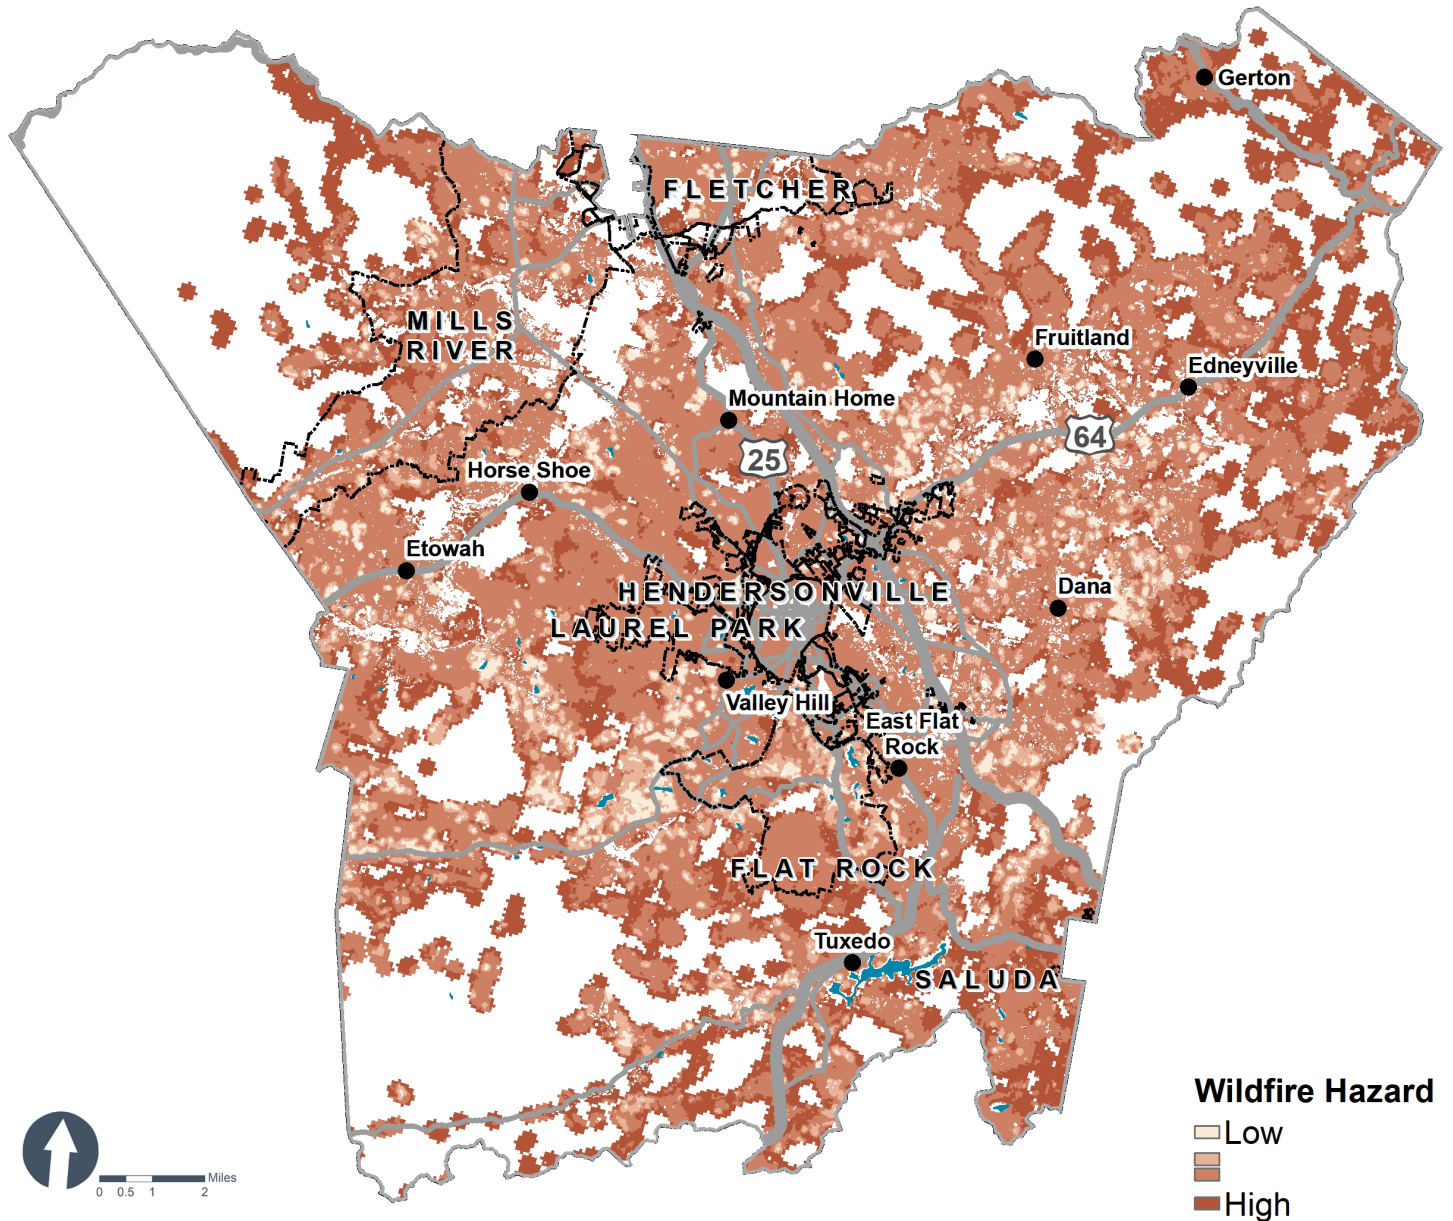 Gerton
FLETCHER
MILLS
RIVER
Fruitland
Edneyville
Mountain Home
64
25
Horse Shoe
Etowah
HENDERSONVILLE
Dana
LAUREL PARK
Valley Hill
East Flat
Rock
FLAT ROCK
Tuxedo
SALUDA
Wildfire Hazard
Low
High
Miles
0 0.5 1 2